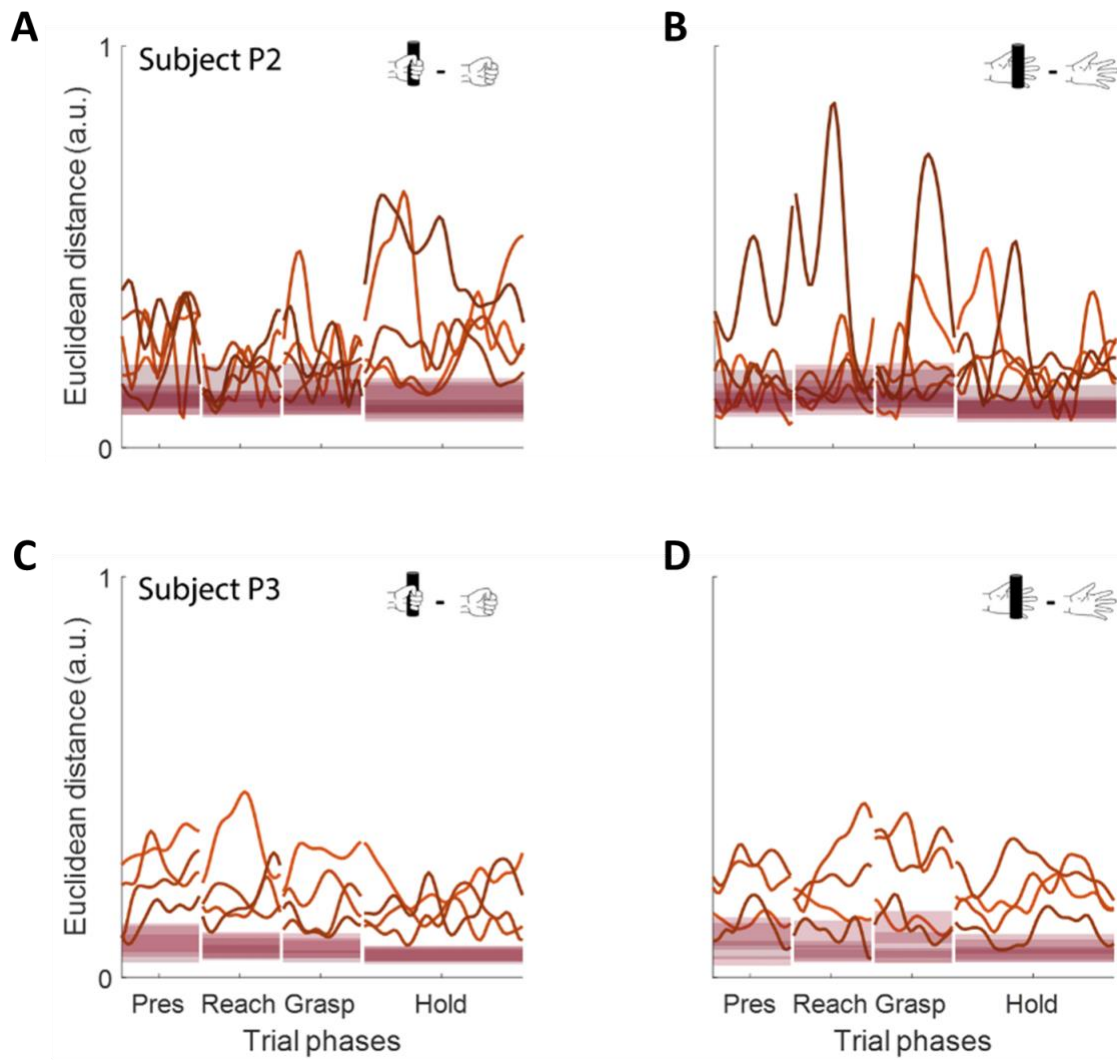 A
B
1
Subject P2
-
-
Euclidean distance (a.u.)
0
C
D
1
Subject P3
-
-
Euclidean distance (a.u.)
0
Pres Reach Grasp Hold
Pres Reach Grasp Hold
Trial phases
Trial phases